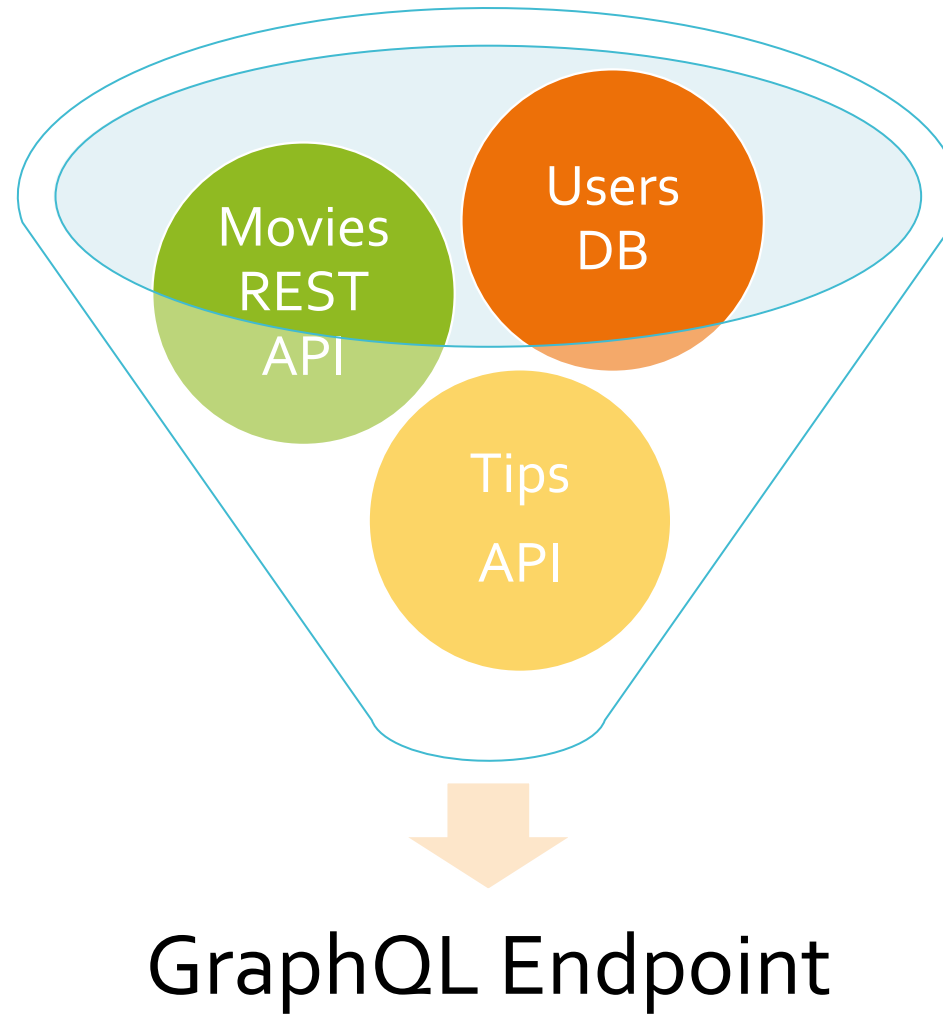 Movies
REST
API
Users
DB
Tips
API
GraphQL Endpoint